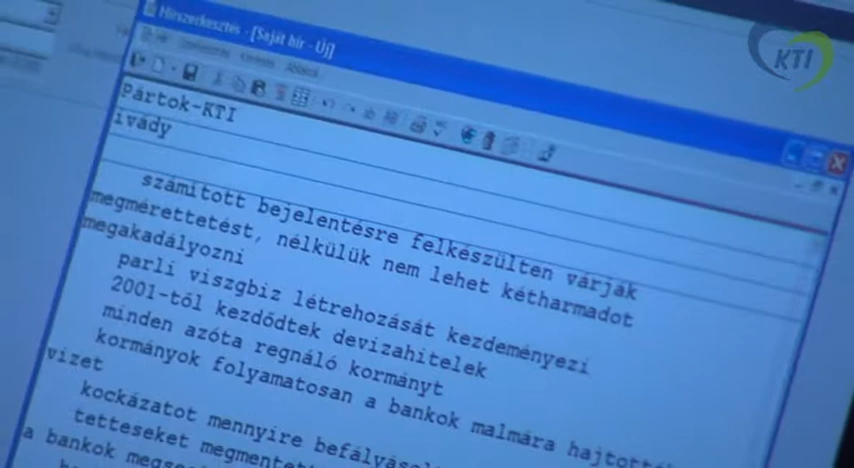 KTI
Hírszerkesztés - [Saját hír - Új]
Pártok-KTI
ivády
számított bejelentésre felkészülten várják
megmérettetést, nélkülük nem lehet kétharmadot
megakadályozni
parli viszgbiz létrehozását kezdeményezi
2001-től kezdődtek devizahitelek
minden azóta regnáló kormányt
kormányok folyamatosan a bankok malmára hajtották
vizet
kockázatot mennyire befályásol
tetteseket megmentet
a bankok megse